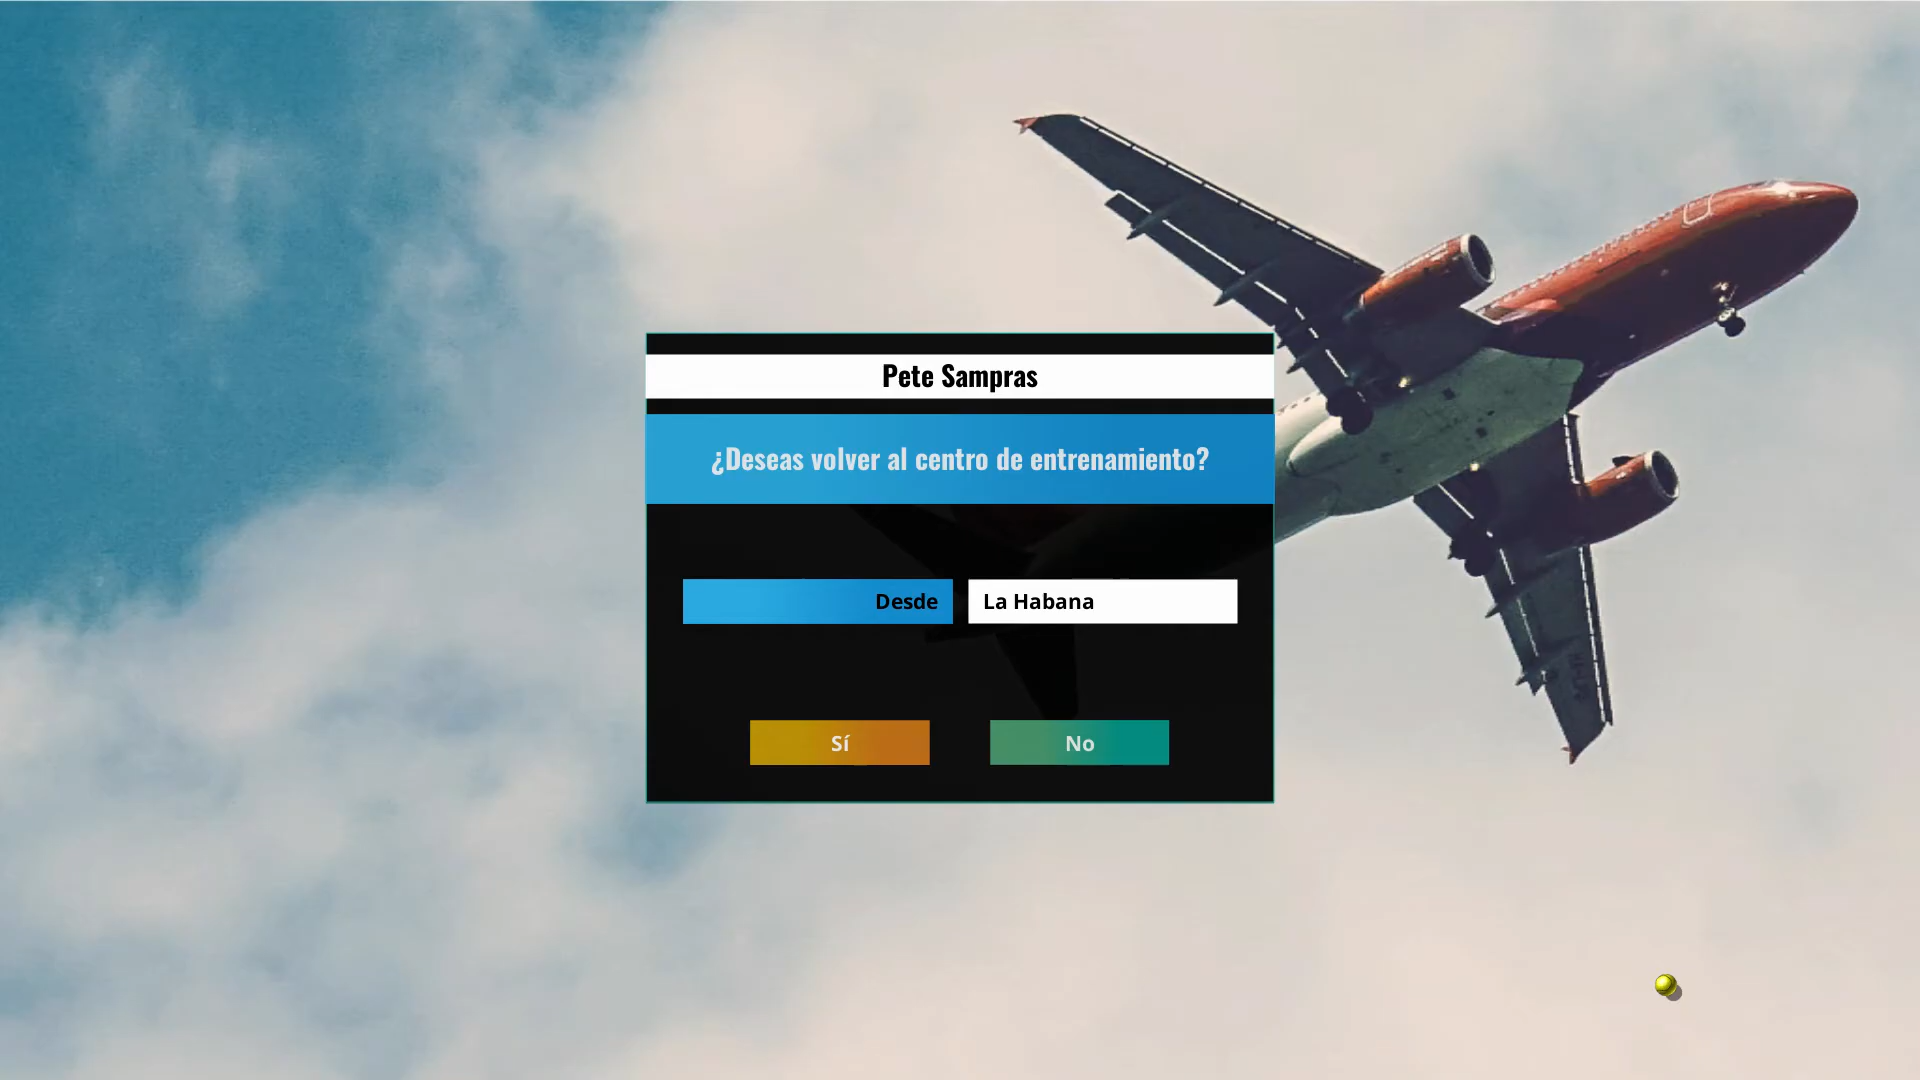 Pete Sampras
¿Deseas volver al centro de entrenamiento?
Desde
La Habana
Sí
No